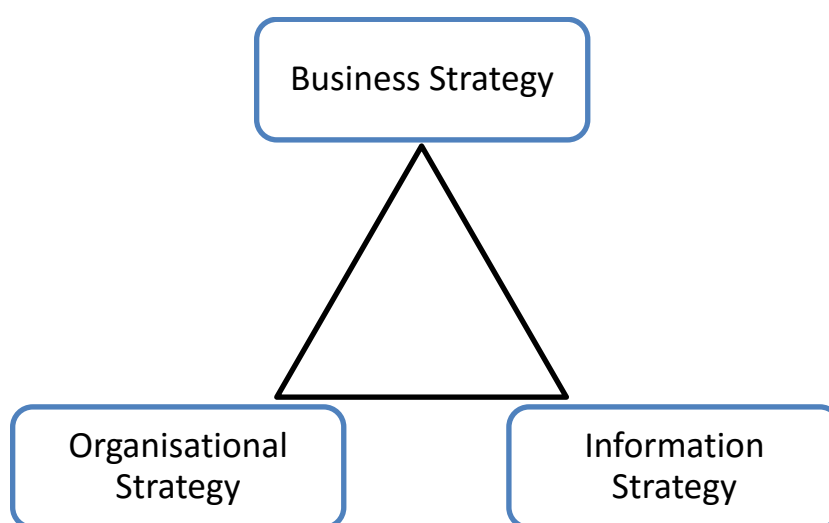 Business Strategy
Organisational
Strategy
Information
Strategy